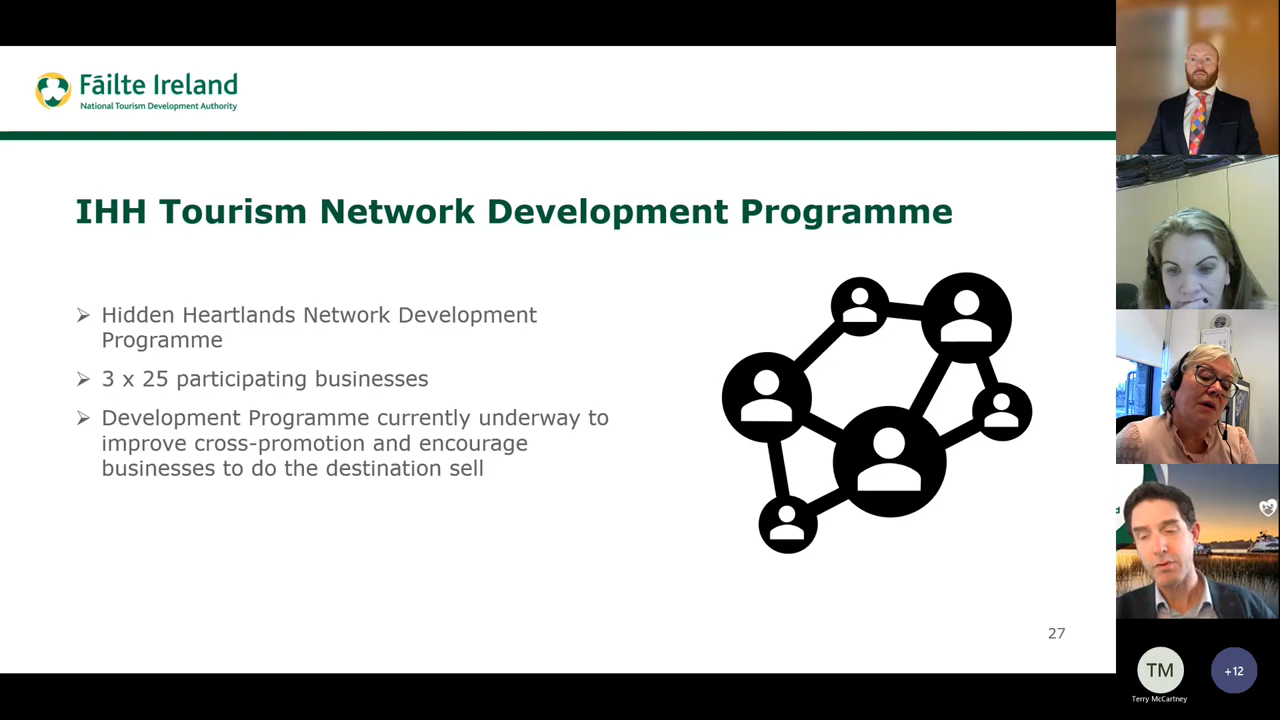 Fāilte Ireland
National Tourism Development Authority
IHH Tourism Network Development Programme
Hidden Heartlands Network Development
Programme
3 x 25 participating businesses
Development Programme currently underway to
improve cross-promotion and encourage
businesses to do the destination sell
27
TM
Terry McCartney
+12